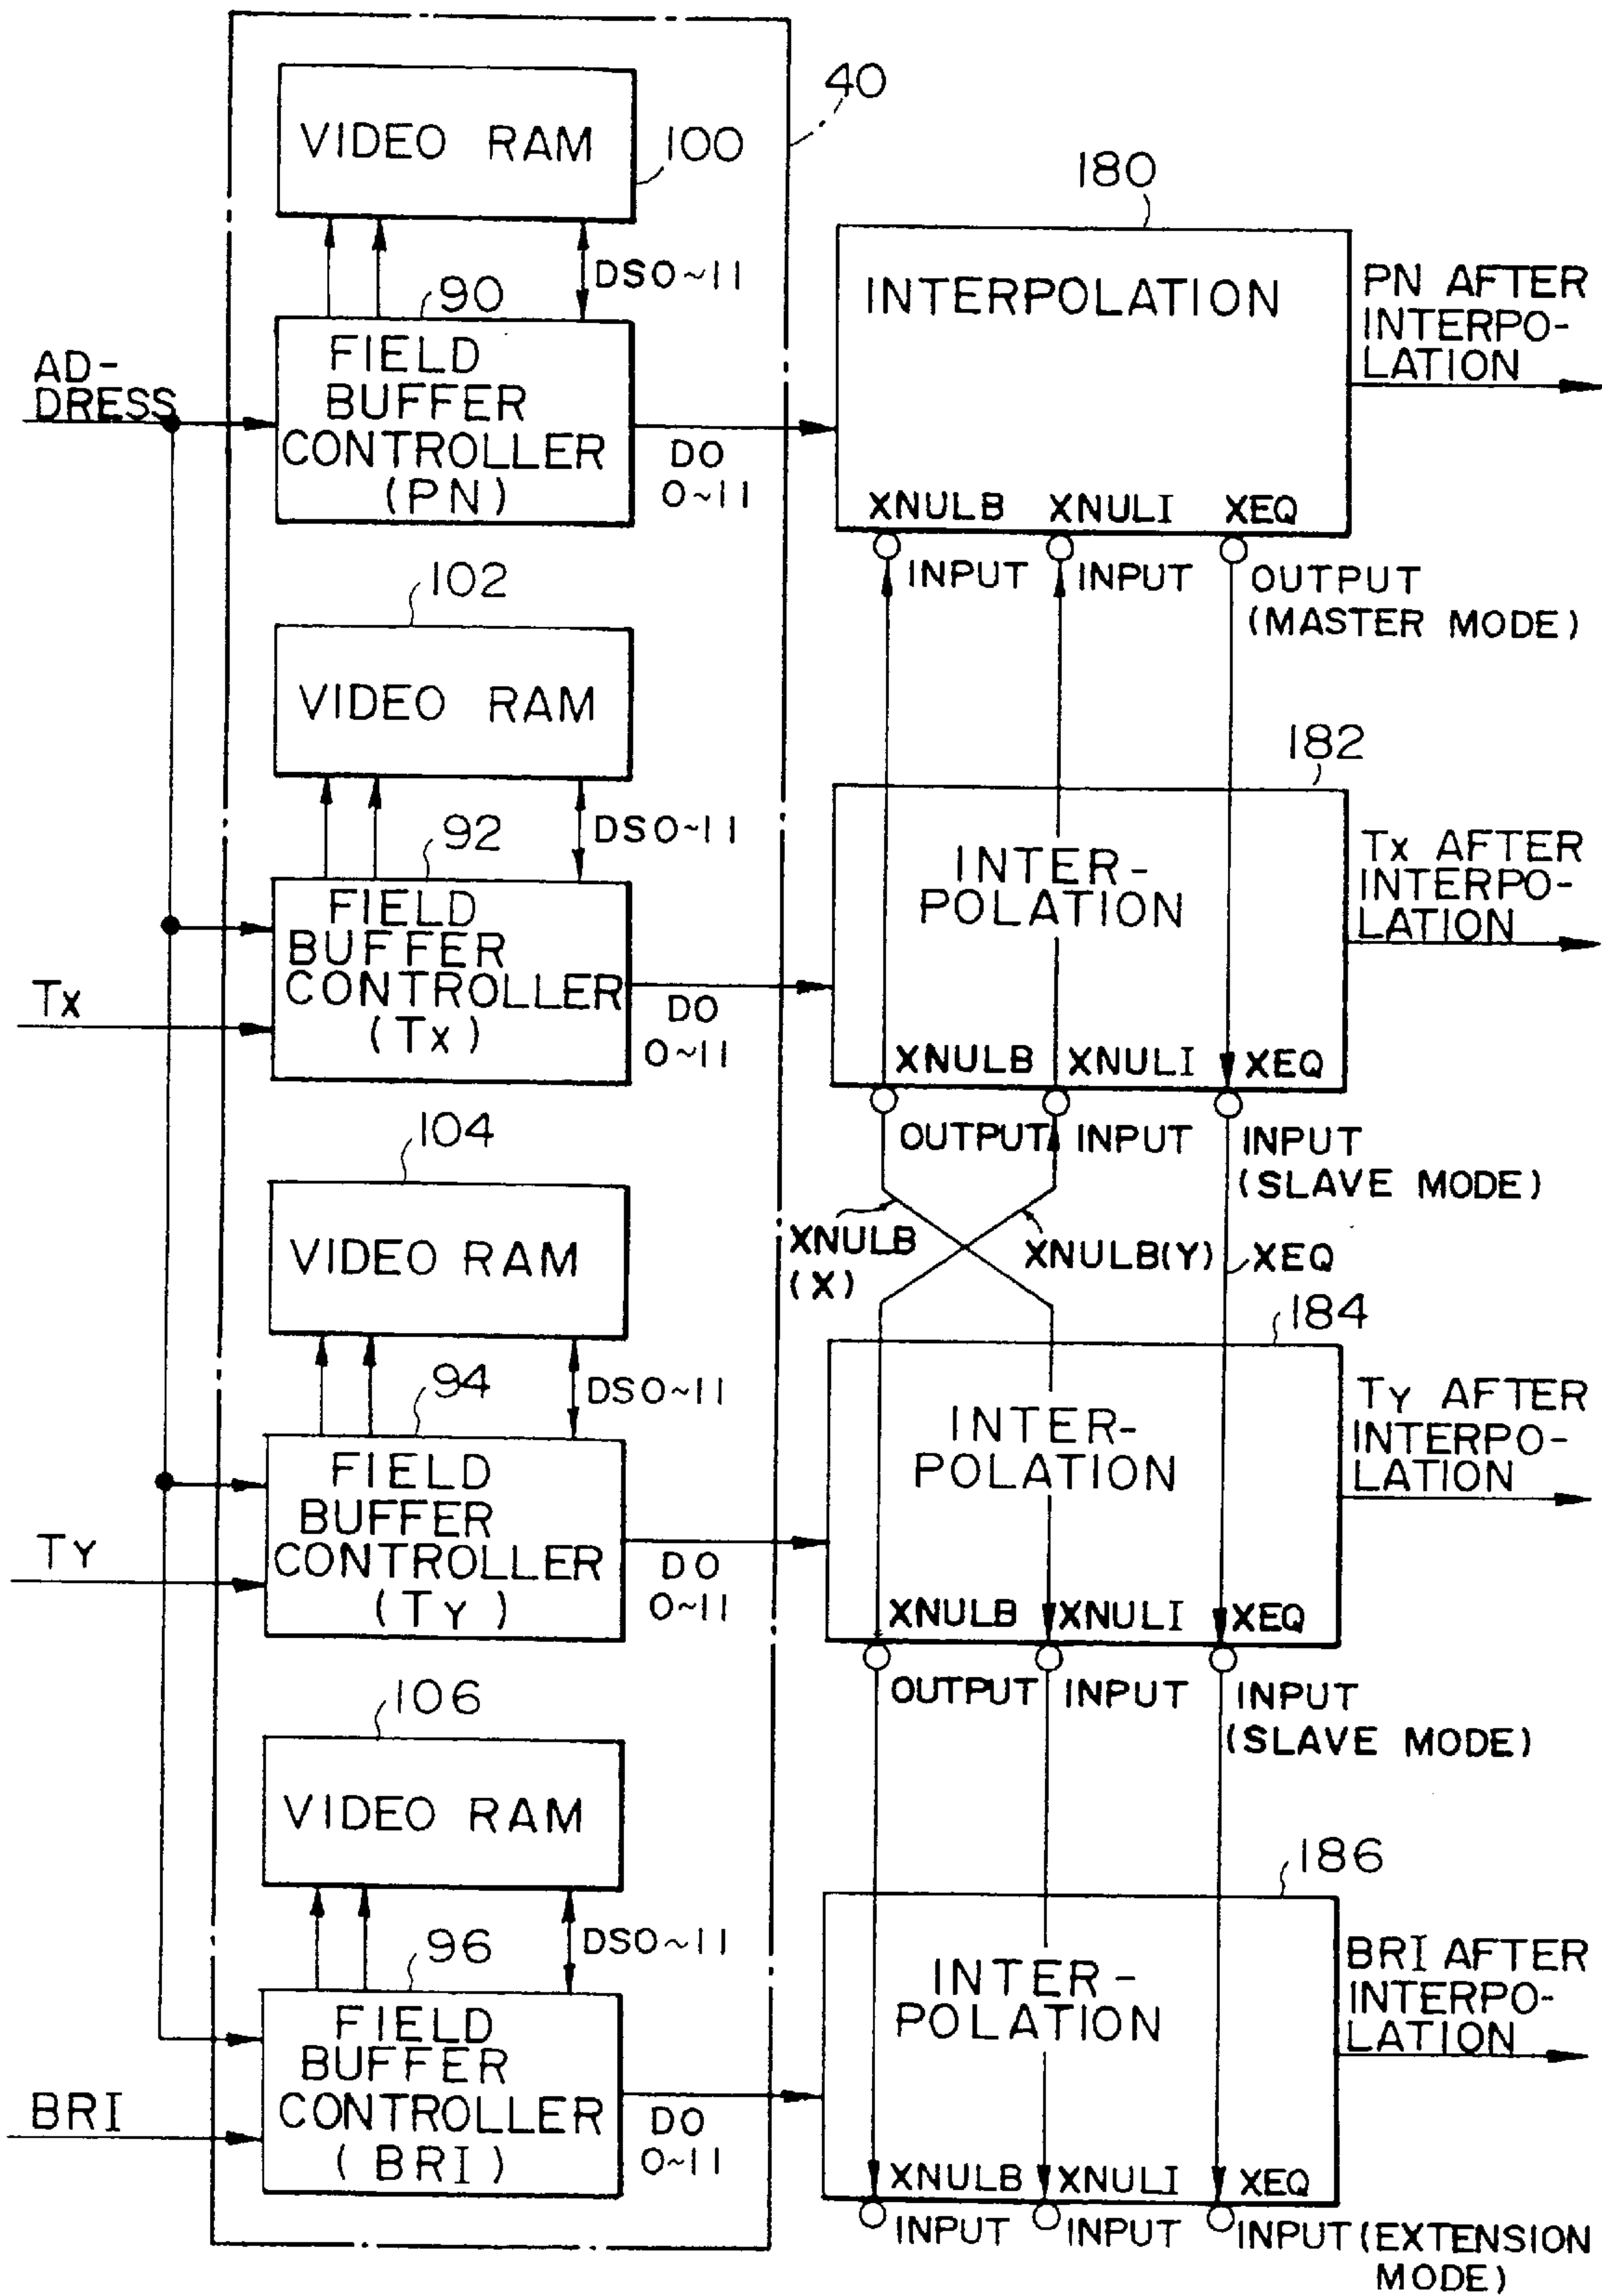 40
VIDEO RAM
100
180
DS0~11
90
INTERPOLATION
PN AFTER
INTERPO-
LATION
AD-
DRESS
FIELD
BUFFER
CONTROLLER
(PN)
DO
0~11
XNULB XNULI XEQ
INPUT INPUT OUTPUT
(MASTER MODE)
102
VIDEO RAM
182
DS0~11
92
INTER-
POLATION
Tx AFTER
INTERPO-
LATION
FIELD
BUFFER
CONTROLLER
(Tx)
Tx
DO
0~11
XNULB XNULI XEQ
OUTPUT INPUT INPUT
(SLAVE MODE)
104
VIDEO RAM
XNULB
(X)
XNULB(Y)
XEQ
184
DS0~11
94
INTER-
POLATION
TY AFTER
INTERPO-
LATION
FIELD
BUFFER
CONTROLLER
(TY)
TY
DO
0~11
XNULB XNULI XEQ
OUTPUT INPUT INPUT
(SLAVE MODE)
106
VIDEO RAM
186
DS0~11
96
INTER-
POLATION
BRI AFTER
INTERPO-
LATION
FIELD
BUFFER
CONTROLLER
(BRI)
BRI
DO
0~11
XNULB XNULI XEQ
INPUT INPUT INPUT (EXTENSION
MODE)